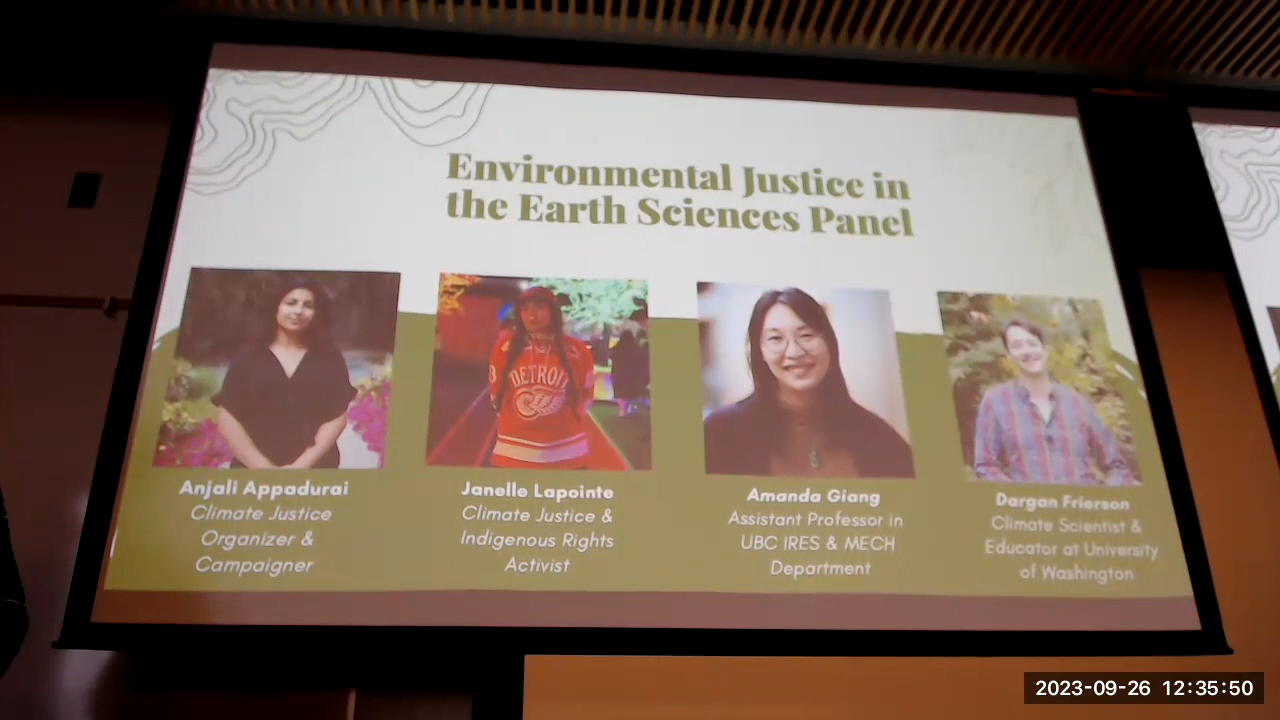 Environmental Justice in
the Earth Sciences Panel
DETROIT
Anjali Appadurai
Climate Justice
Organizer &
Campaigner
Janelle Lapointe
Climate Justice &
Indigenous Rights
Activist
Amanda Giang
Assistant Professor in
UBC IRES & MECH
Department
Dargan Frierson
Climate Scientist &
Educator at University
of Washington
2023-09-26 12:35:50